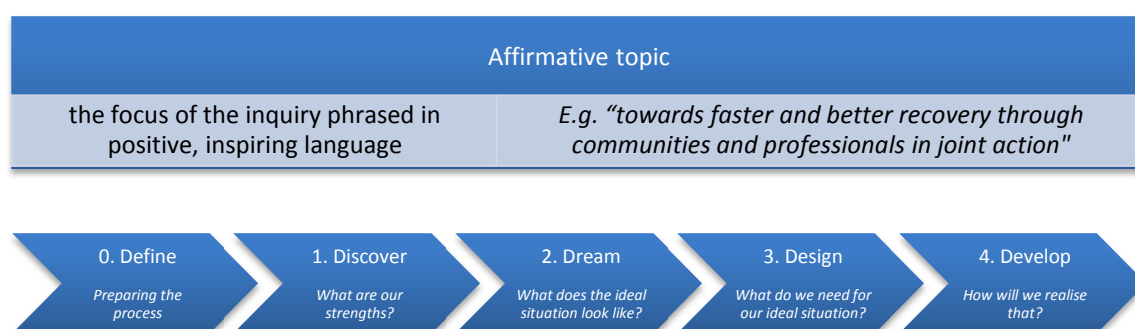 Affirmative topic
the focus of the inquiry phrased in
positive, inspiring language
E.g. “towards faster and better recovery through
communities and professionals in joint action"
0. Define
Preparing the
process
1. Discover
What are our
strengths?
2. Dream
What does the ideal
situation look like?
3. Design
What do we need for
our ideal situation?
4. Develop
How will we realise
that?